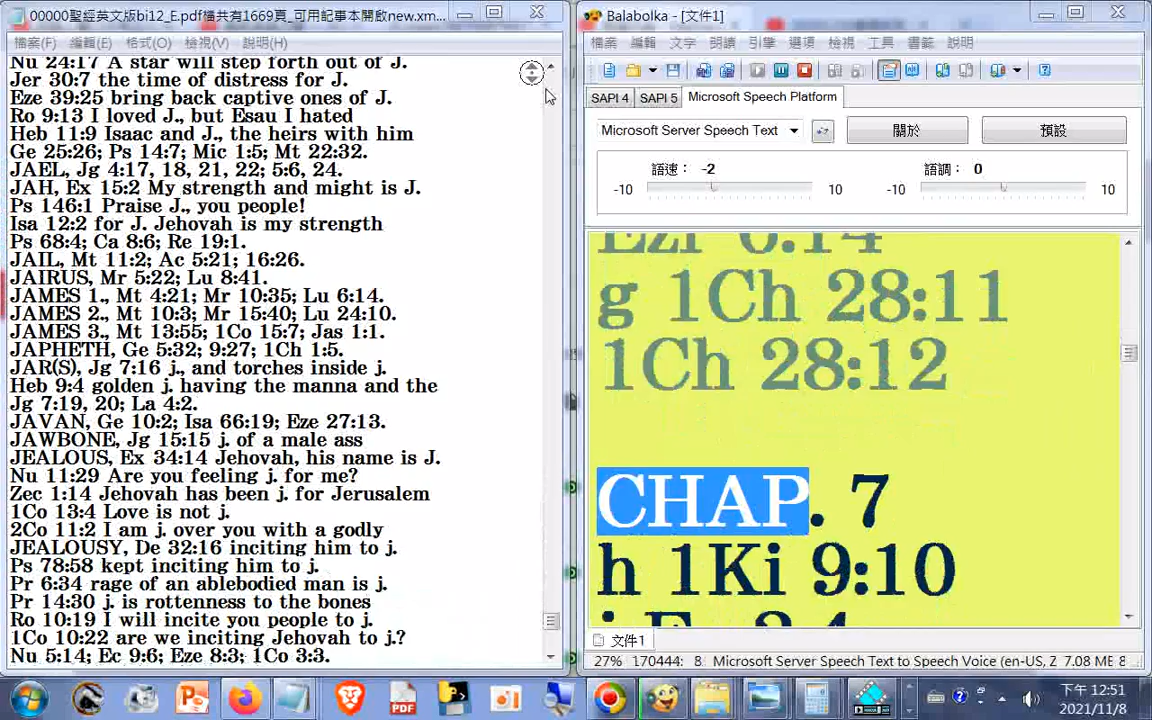 00000聖經英文版bi12_E.pdf檔共有1669頁_可用記事本開啟new.xm...
檔案(F) 編輯(E) 格式(O) 檢視(V) 說明(H)
Nu 24:17 A star will step forth out of J.
Jer 30:7 the time of distress for J.
Eze 39:25 bring back captive ones of J.
Ro 9:13 I loved J., but Esau I hated
Heb 11:9 Isaac and J., the heirs with him
Ge 25:26; Ps 14:7; Mic 1:5; Mt 22:32.
JAEL, Jg 4:17, 18, 21, 22; 5:6, 24.
JAH, Ex 15:2 My strength and might is J.
Ps 146:1 Praise J., you people!
Isa 12:2 for J. Jehovah is my strength
Ps 68:4; Ca 8:6; Re 19:1.
JAIL, Mt 11:2; Ac 5:21; 16:26.
JAIRUS, Mr 5:22; Lu 8:41.
JAMES 1., Mt 4:21; Mr 10:35; Lu 6:14.
JAMES 2., Mt 10:3; Mr 15:40; Lu 24:10.
JAMES 3., Mt 13:55; 1Co 15:7; Jas 1:1.
JAPHETH, Ge 5:32; 9:27; 1Ch 1:5.
JAR(S), Jg 7:16 j., and torches inside j.
Heb 9:4 golden j. having the manna and the
Jg 7:19, 20; La 4:2.
JAVAN, Ge 10:2; Isa 66:19; Eze 27:13.
JAWBONE, Jg 15:15 j. of a male ass
JEALOUS, Ex 34:14 Jehovah, his name is J.
Nu 11:29 Are you feeling j. for me?
Zec 1:14 Jehovah has been j. for Jerusalem
1Co 13:4 Love is not j.
2Co 11:2 I am j. over you with a godly
JEALOUSY, De 32:16 inciting him to j.
Ps 78:58 kept inciting him to j.
Pr 6:34 rage of an ablebodied man is j.
Pr 14:30 j. is rottenness to the bones
Ro 10:19 I will incite you people to j.
1Co 10:22 are we inciting Jehovah to j.?
Nu 5:14; Ec 9:6; Eze 8:3; 1Co 3:3.
Balabolka - [文件1]
檔案 編輯 文字 朗讀 引擎 選項 檢視 工具 書籤 說明
SAPI 4 SAPI 5 Microsoft Speech Platform
Microsoft Server Speech Text 關於 預設
語速: -2 語調: 0
-10 10 -10 10
Ezr 6:14
g 1Ch 28:11
1Ch 28:12
CHAP. 7
h 1Ki 9:10
文件1
27% 170444: 8 Microsoft Server Speech Text to Speech Voice (en-US, Z 7.08 MB 8
PDF
下午 12:51
2021/11/8